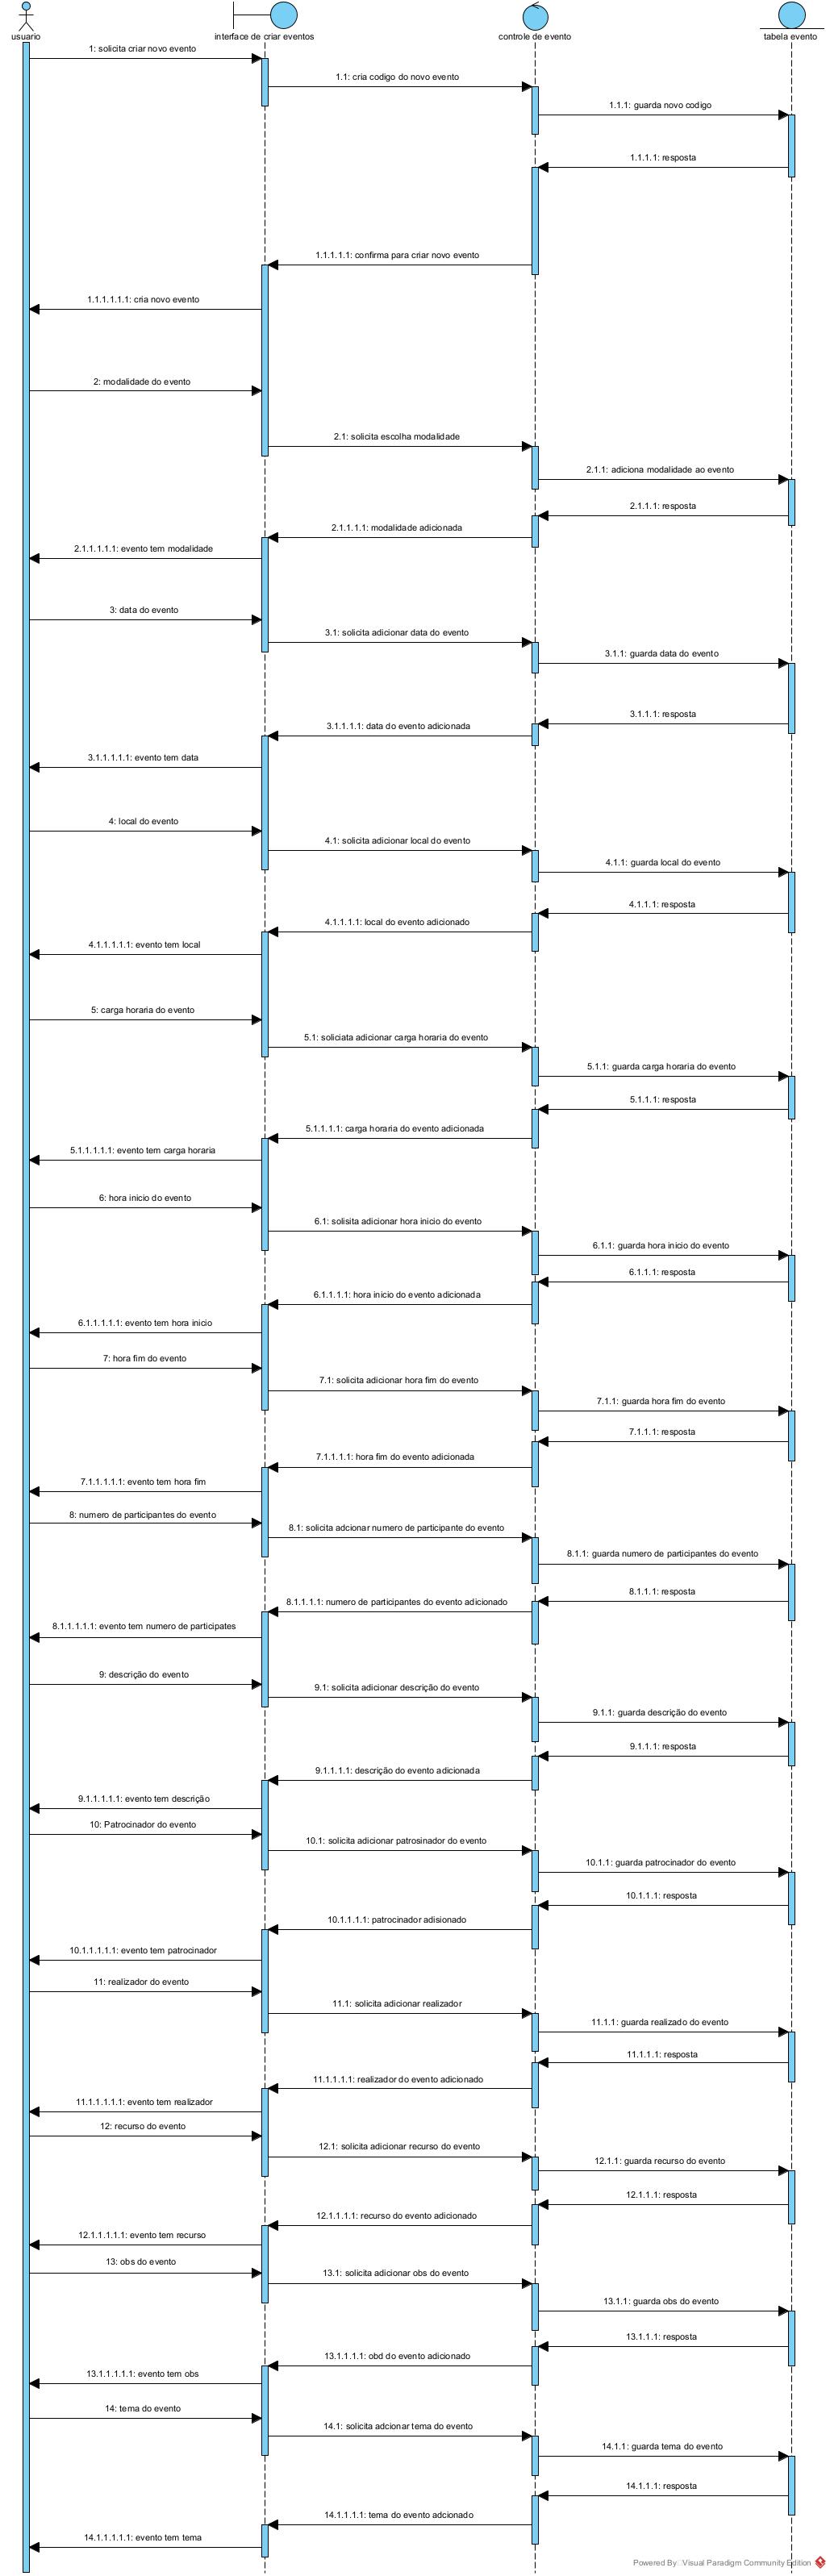 usuario
interface de criar eventos
controle de evento
tabela evento
1: solicita criar novo evento
1.1: cria codigo do novo evento
1.1.1: guarda novo codigo
1.1.1.1: resposta
1.1.1.1.1: confirma para criar novo evento
1.1.1.1.1.1: cria novo evento
2: modalidade do evento
2.1: solicita escolha modalidade
2.1.1: adiciona modalidade ao evento
2.1.1.1: resposta
2.1.1.1.1: modalidade adicionada
2.1.1.1.1.1: evento tem modalidade
3: data do evento
3.1: solicita adicionar data do evento
3.1.1: guarda data do evento
3.1.1.1: resposta
3.1.1.1.1: data do evento adicionada
3.1.1.1.1.1: evento tem data
4: local do evento
4.1: solicita adicionar local do evento
4.1.1: guarda local do evento
4.1.1.1: resposta
4.1.1.1.1: local do evento adicionado
4.1.1.1.1.1: evento tem local
5: carga horaria do evento
5.1: soliciata adicionar carga horaria do evento
5.1.1: guarda carga horaria do evento
5.1.1.1: resposta
5.1.1.1.1: carga horaria do evento adicionada
5.1.1.1.1.1: evento tem carga horaria
6: hora inicio do evento
6.1: solisita adicionar hora inicio do evento
6.1.1: guarda hora inicio do evento
6.1.1.1: resposta
6.1.1.1.1: hora inicio do evento adicionada
6.1.1.1.1.1: evento tem hora inicio
7: hora fim do evento
7.1: solicita adicionar hora fim do evento
7.1.1: guarda hora fim do evento
7.1.1.1: resposta
7.1.1.1.1: hora fim do evento adicionada
7.1.1.1.1.1: evento tem hora fim
8: numero de participantes do evento
8.1: solicita adcionar numero de participante do evento
8.1.1: guarda numero de participantes do evento
8.1.1.1: resposta
8.1.1.1.1: numero de participantes do evento adicionado
8.1.1.1.1.1: evento tem numero de participates
9: descrição do evento
9.1: solicita adicionar descrição do evento
9.1.1: guarda descrição do evento
9.1.1.1: resposta
9.1.1.1.1: descrição do evento adicionada
9.1.1.1.1.1: evento tem descrição
10: Patrocinador do evento
10.1: solicita adicionar patrosinador do evento
10.1.1: guarda patrocinador do evento
10.1.1.1: resposta
10.1.1.1.1: patrocinador adisionado
10.1.1.1.1.1: evento tem patrocinador
11: realizador do evento
11.1: solicita adicionar realizador
11.1.1: guarda realizado do evento
11.1.1.1: resposta
11.1.1.1.1: realizador do evento adicionado
11.1.1.1.1.1: evento tem realizador
12: recurso do evento
12.1: solicita adicionar recurso do evento
12.1.1: guarda recurso do evento
12.1.1.1: resposta
12.1.1.1.1: recurso do evento adicionado
12.1.1.1.1.1: evento tem recurso
13: obs do evento
13.1: solicita adicionar obs do evento
13.1.1: guarda obs do evento
13.1.1.1: resposta
13.1.1.1.1: obd do evento adicionado
13.1.1.1.1.1: evento tem obs
14: tema do evento
14.1: solicita adcionar tema do evento
14.1.1: guarda tema do evento
14.1.1.1: resposta
14.1.1.1.1: tema do evento adcionado
14.1.1.1.1.1: evento tem tema
Powered By: Visual Paradigm Community Edition